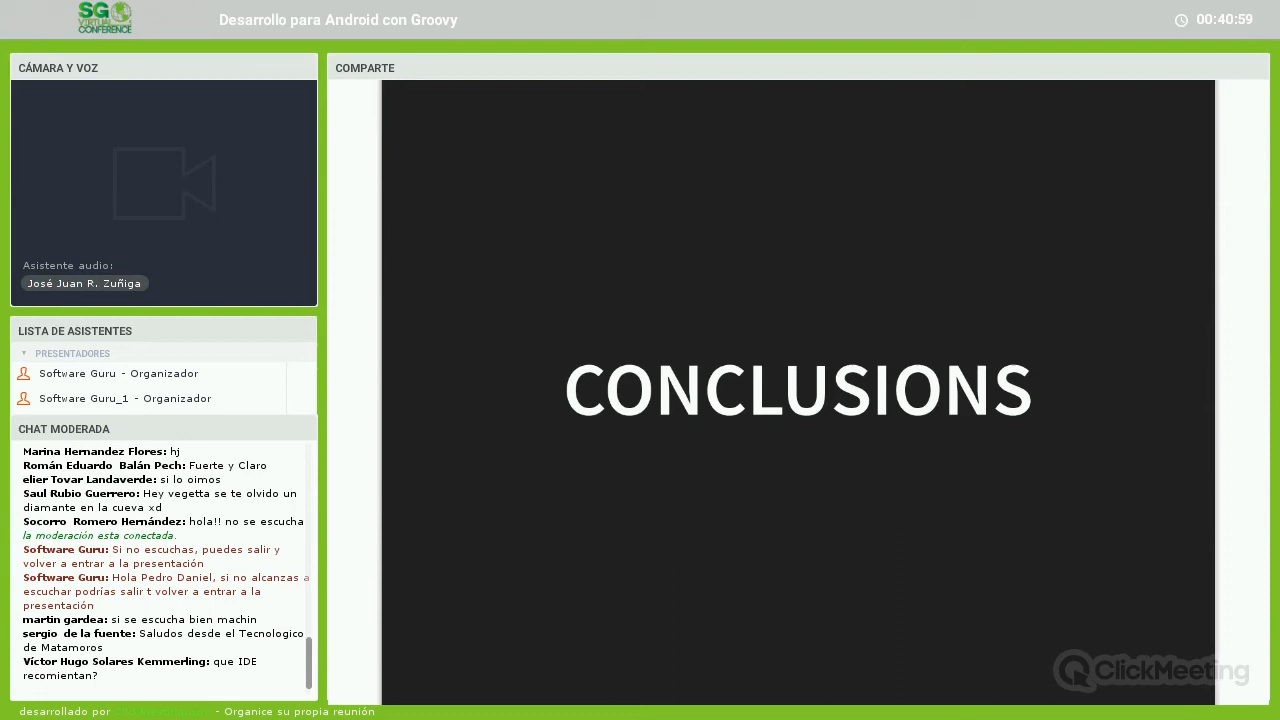 SG
VIRTUAL
CONFERENCE
Desarrollo para Android con Groovy
00:40:59
CÁMARA Y VOZ
Asistente audio:
José Juan R. Zuñiga
LISTA DE ASISTENTES
PRESENTADORES
Software Guru - Organizador
Software Guru_1 - Organizador
CHAT MODERADA
Marina Hernandez Flores: hj
Román Eduardo Balán Pech: Fuerte y Claro
elier Tovar Landaverde: si lo oimos
Saul Rubio Guerrero: Hey vegetta se te olvido un
diamante en la cueva xd
Socorro Romero Hernández: hola!! no se escucha
la moderación esta conectada.
Software Guru: Si no escuchas, puedes salir y
volver a entrar a la presentación
Software Guru: Hola Pedro Daniel, si no alcanzas a
escuchar podrías salir t volver a entrar a la
presentación
martin gardea: si se escucha bien machin
sergio de la fuente: Saludos desde el Tecnologico
de Matamoros
Víctor Hugo Solares Kemmerling: que IDE
recomientan?
COMPARTE
CONCLUSIONS
ClickMeeting
desarrollado por - Organice su propia reunión